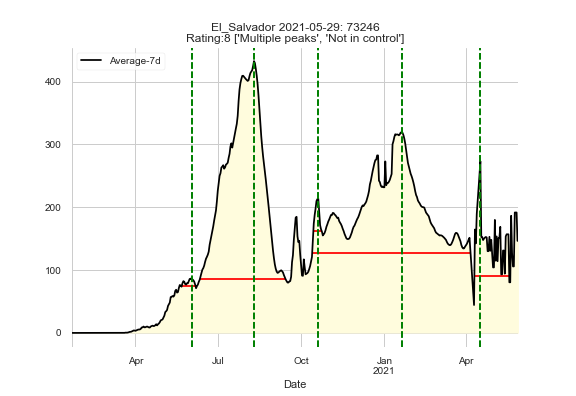 El_Salvador 2021-05-29: 73246
Rating:8 ['Multiple peaks', 'Not in control']
Average-7d
400
300
200
100
0
Apr
Jul
Oct
Jan
2021
Apr
Date